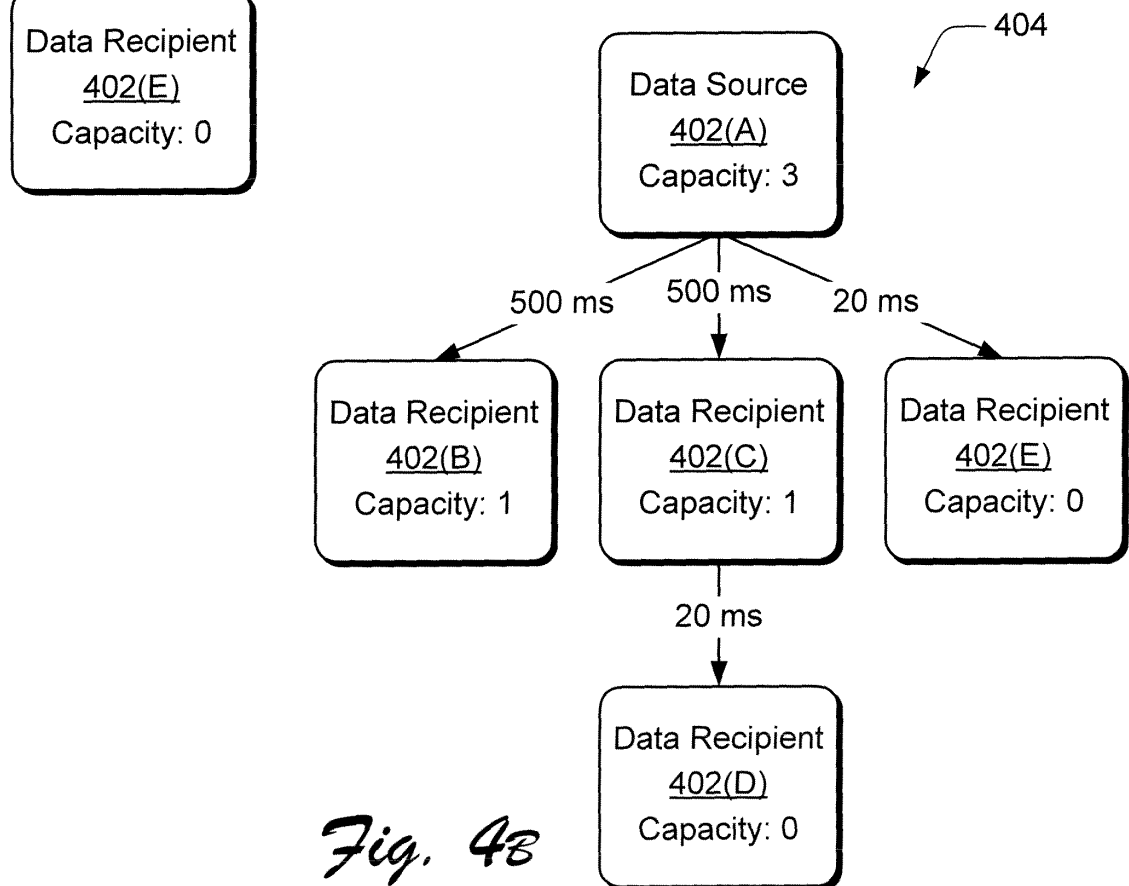 Data Recipient
402(E)
Capacity: 0
404
Data Source
402(A)
Capacity: 3
500 ms
500 ms
20 ms
Data Recipient
402(B)
Capacity: 1
Data Recipient
402(C)
Capacity: 1
Data Recipient
402(E)
Capacity: 0
20 ms
Data Recipient
402(D)
Capacity: 0
Fig. 4B